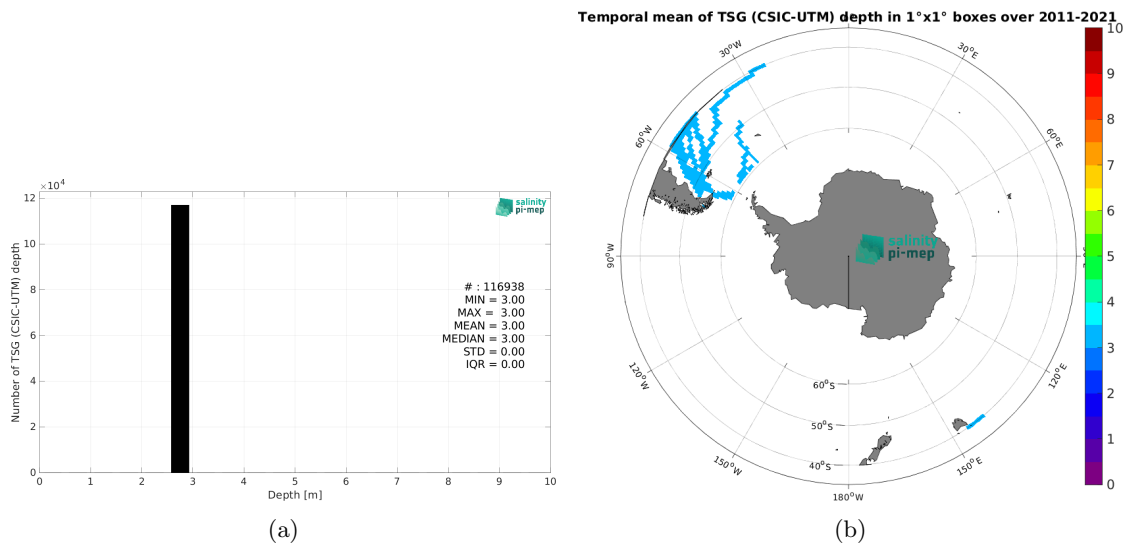 Temporal mean of TSG (CSIC-UTM) depth in 1°x1° boxes over 2011-2021
×10⁴
12
10
8
6
4
2
0
Number of TSG (CSIC-UTM) depth
0 1 2 3 4 5 6 7 8 9 10
Depth [m]
salinity
pi-mep
# : 116938
MIN = 3.00
MAX = 3.00
MEAN = 3.00
MEDIAN = 3.00
STD = 0.00
IQR = 0.00
(a)
30°W
30°E
60°W
60°E
90°W
120°W
120°E
150°W
150°E
180°W
60°S
50°S
40°S
salinity
pi-mep
10
9
8
7
6
5
4
3
2
1
0
(b)